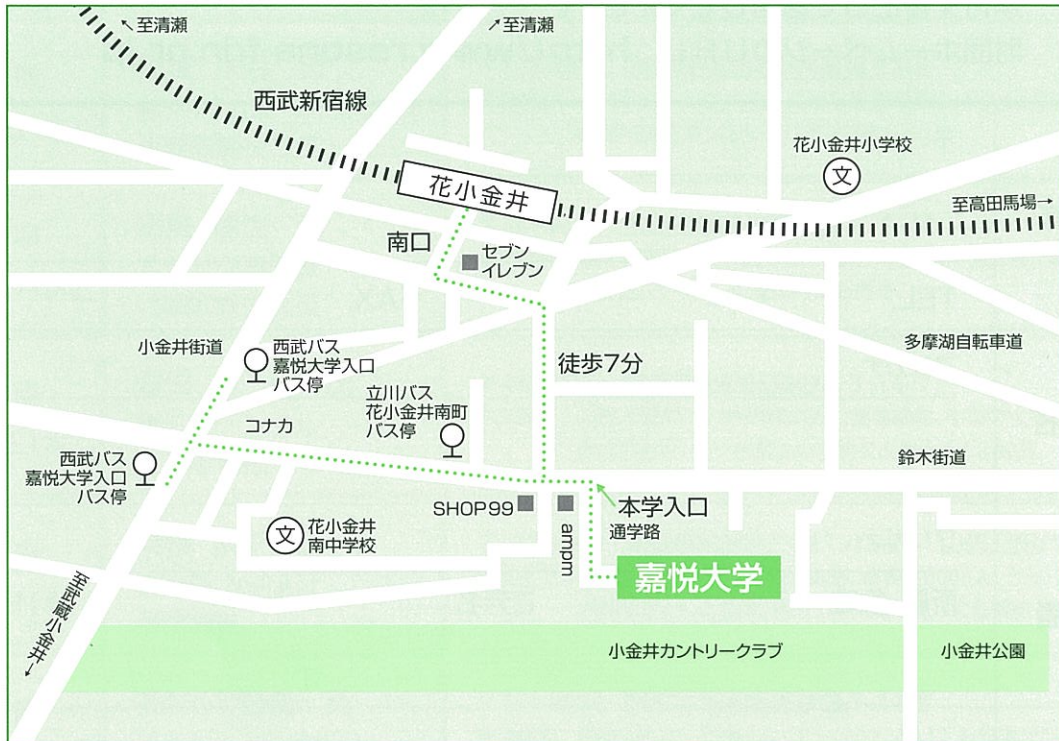 ↖至清瀬
↗至清瀬
西武新宿線
花小金井小学校
文
花小金井
至高田馬場→
南口
セブン
イレブン
小金井街道
西武バス
嘉悦大学入口
バス停
徒歩7分
多摩湖自転車道
立川バス
花小金井南町
バス停
コナカ
西武バス
嘉悦大学入口
バス停
鈴木街道
SHOP99
本学入口
通学路
文
花小金井
南中学校
ampm
嘉悦大学
至武蔵小金井→
小金井カントリークラブ
小金井公園